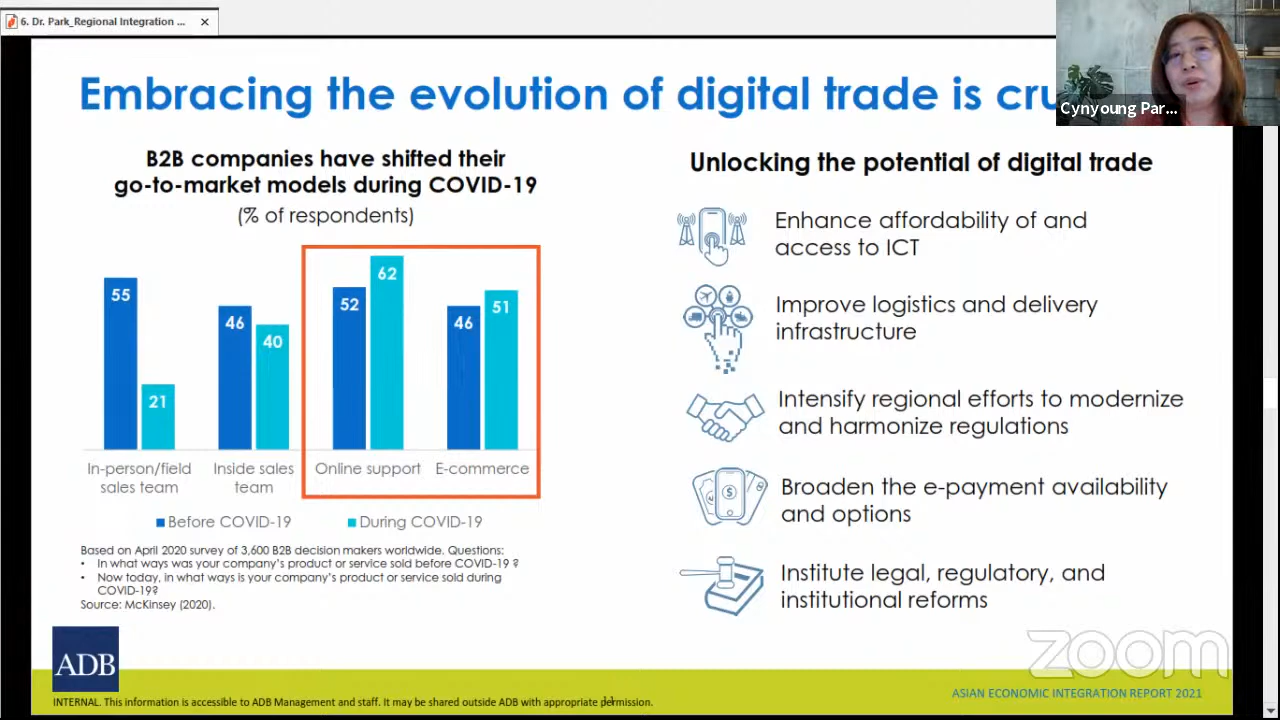 6. Dr. Park_Regional Integration ...
Embracing the evolution of digital trade is cru
Cynyoung Par...
B2B companies have shifted their
go-to-market models during COVID-19
(% of respondents)
55
21
46
40
52
62
46
51
In-person/field
sales team
Inside sales
team
Online support
E-commerce
Before COVID-19
During COVID-19
Based on April 2020 survey of 3,600 B2B decision makers worldwide. Questions:
• In what ways was your company’s product or service sold before COVID-19 ?
• Now today, in what ways is your company’s product or service sold during
COVID-19?
Source: McKinsey (2020).
Unlocking the potential of digital trade
Enhance affordability of and
access to ICT
Improve logistics and delivery
infrastructure
Intensify regional efforts to modernize
and harmonize regulations
Broaden the e-payment availability
and options
$
Institute legal, regulatory, and
institutional reforms
zoom
ADB
INTERNAL. This information is accessible to ADB Management and staff. It may be shared outside ADB with appropriate permission.
11
ASIAN ECONOMIC INTEGRATION REPORT 2021